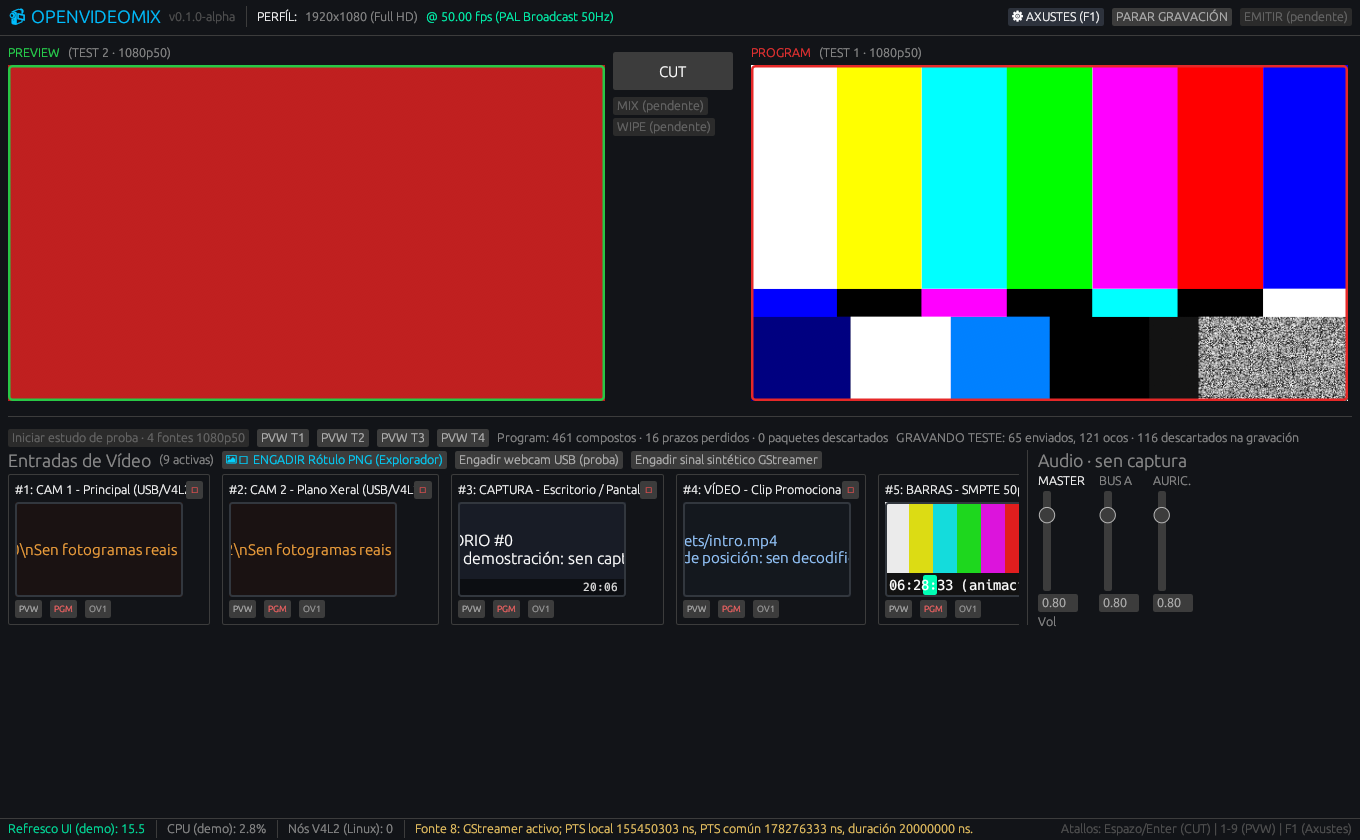 OPENVIDEOMIX v0.1.0-alpha PERFÍL: 1920x1080 (Full HD) @ 50.00 fps (PAL Broadcast 50Hz) AXUSTES (F1) PARAR GRAVACIÓN EMITIR (pendente)
PREVIEW (TEST 2 · 1080p50)
CUT
MIX (pendente)
WIPE (pendente)
PROGRAM (TEST 1 · 1080p50)
Iniciar estudo de proba · 4 fontes 1080p50 PVW T1 PVW T2 PVW T3 PVW T4 Program: 461 compostos · 16 prazos perdidos · 0 paquetes descartados GRAVANDO TESTE: 65 enviados, 121 ocos · 116 descartados na gravación
Entradas de Vídeo (9 activas) ENGADIR Rótulo PNG (Explorador) Engadir webcam USB (proba) Engadir sinal sintético GStreamer
#1: CAM 1 - Principal (USB/V4L2
\nSen fotogramas reais
PVW PGM OV1
#2: CAM 2 - Plano Xeral (USB/V4L
\nSen fotogramas reais
PVW PGM OV1
#3: CAPTURA - Escritorio / Pantal
ORIO #0
demostración: sen capt
20:06
PVW PGM OV1
#4: VÍDEO - Clip Promociona
ets/intro.mp4
de posición: sen decodifi
PVW PGM OV1
#5: BARRAS - SMPTE 50p
06:28:33 (animac
PVW PGM OV1
Audio · sen captura
MASTER BUS A AURIC.
0.80 0.80 0.80
Vol
Refresco UI (demo): 15.5 CPU (demo): 2.8% Nós V4L2 (Linux): 0 Fonte 8: GStreamer activo; PTS local 155450303 ns, PTS común 178276333 ns, duración 20000000 ns. Atallos: Espazo/Enter (CUT) | 1-9 (PVW) | F1 (Axustes)